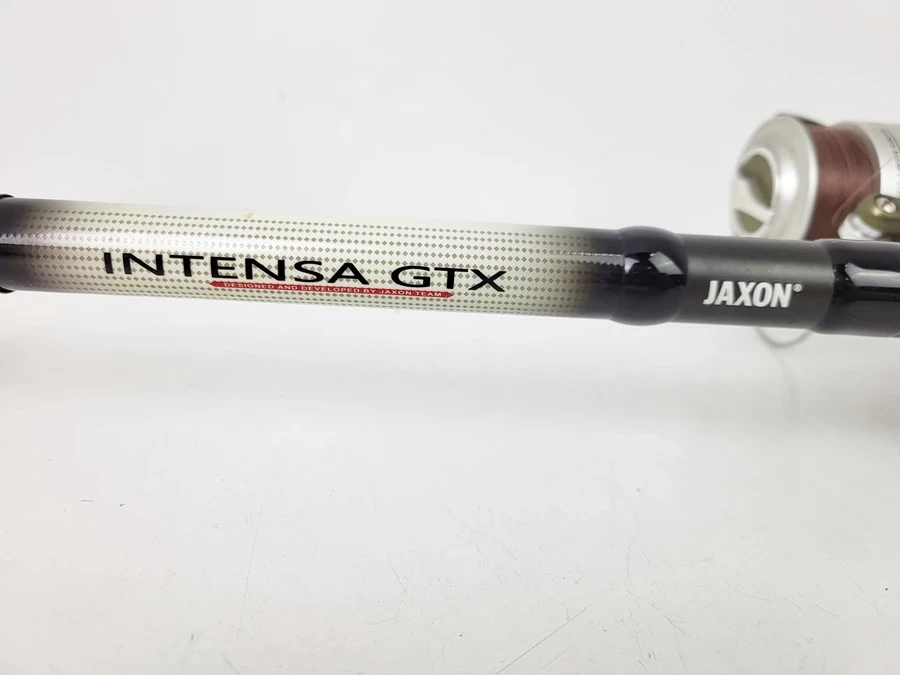 INTENSA GTX
DESIGNED AND DEVELOPED BY JAXON TEAM
JAXON®